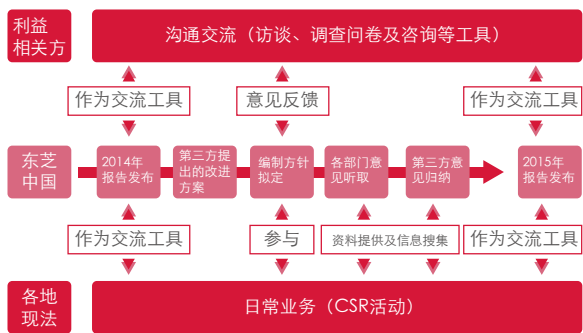 利益
相关方
沟通交流（访谈、调查问卷及咨询等工具）
作为交流工具
意见反馈
作为交流工具
东芝
中国
2014年
报告发布
第三方提
出的改进
方案
编制方针
拟定
各部门意
见听取
第三方意
见归纳
2015年
报告发布
作为交流工具
参与
资料提供及信息搜集
作为交流工具
各地
现法
日常业务（CSR活动）